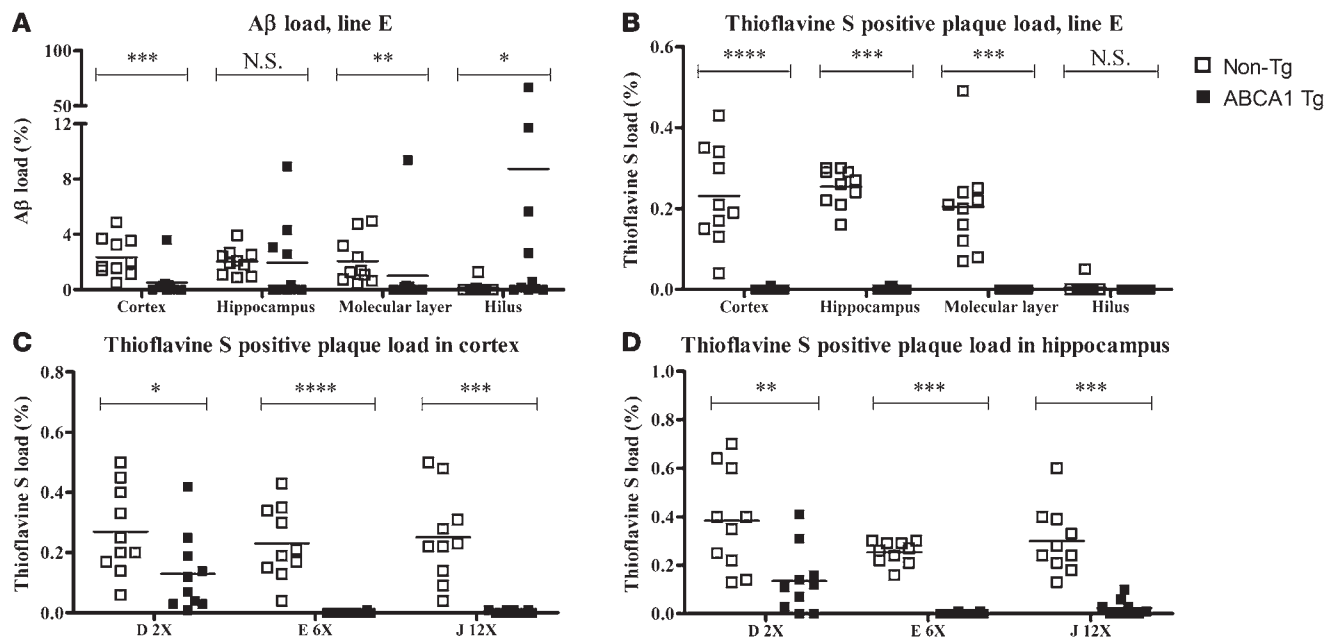 A
Aβ load, line E
100
50
12
8
4
0
Aβ load (%)
***
N.S.
**
*
Cortex
Hippocampus
Molecular layer
Hilus
B
Thioflavine S positive plaque load, line E
0.6
0.4
0.2
0.0
Thioflavine S load (%)
****
***
***
N.S.
Cortex
Hippocampus
Molecular layer
Hilus
Non-Tg
ABCA1 Tg
C
Thioflavine S positive plaque load in cortex
0.8
0.6
0.4
0.2
0.0
Thioflavine S load (%)
*
****
***
D 2X
E 6X
J 12X
D
Thioflavine S positive plaque load in hippocampus
1.0
0.8
0.6
0.4
0.2
0.0
Thioflavine S load (%)
**
***
***
D 2X
E 6X
J 12X